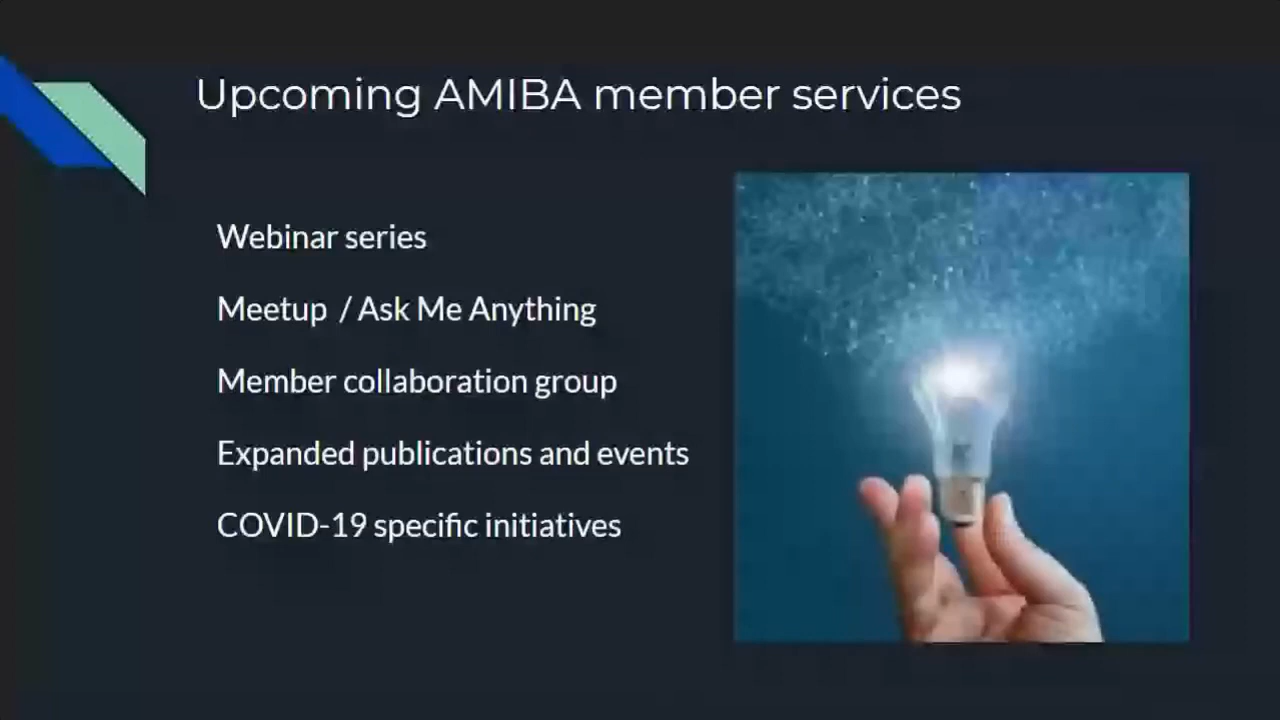 Upcoming AMIBA member services
Webinar series
Meetup / Ask Me Anything
Member collaboration group
Expanded publications and events
COVID-19 specific initiatives